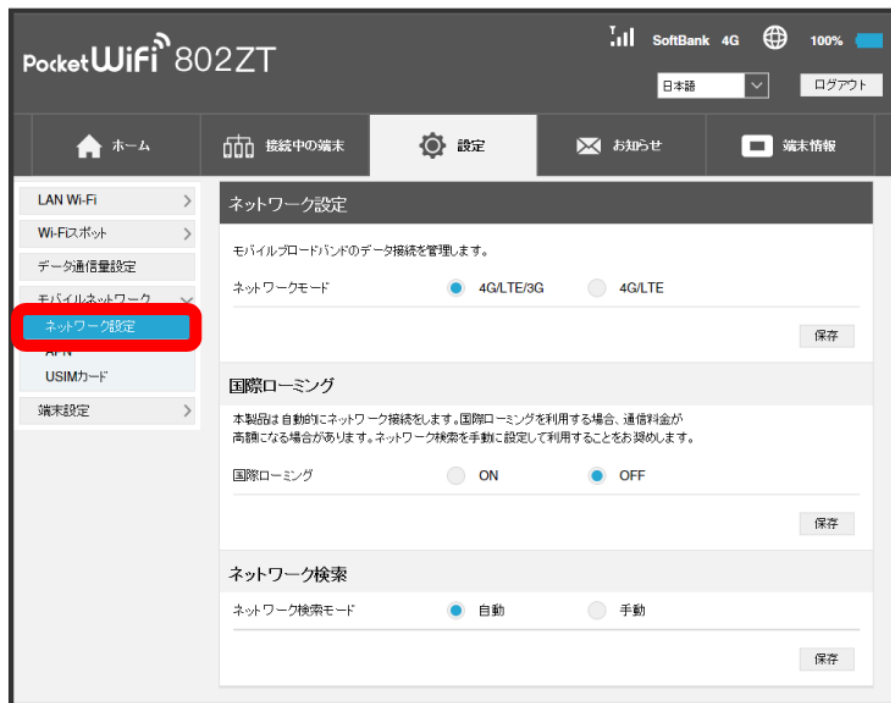 Pocket WiFi 802ZT
SoftBank 4G 100%
日本語
ログアウト
ホーム
接続中の端末
設定
お知らせ
端末情報
LAN Wi-Fi
Wi-Fiスポット
データ通信量設定
モバイルネットワーク
ネットワーク設定
APN
USIMカード
端末設定
ネットワーク設定
モバイルブロードバンドのデータ接続を管理します。
ネットワークモード 4G/LTE/3G 4G/LTE
保存
国際ローミング
本製品は自動的にネットワーク接続をします。国際ローミングを利用する場合、通信料金が
高額になる場合があります。ネットワーク検索を手動に設定して利用することをお奨めします。
国際ローミング ON OFF
保存
ネットワーク検索
ネットワーク検索モード 自動 手動
保存